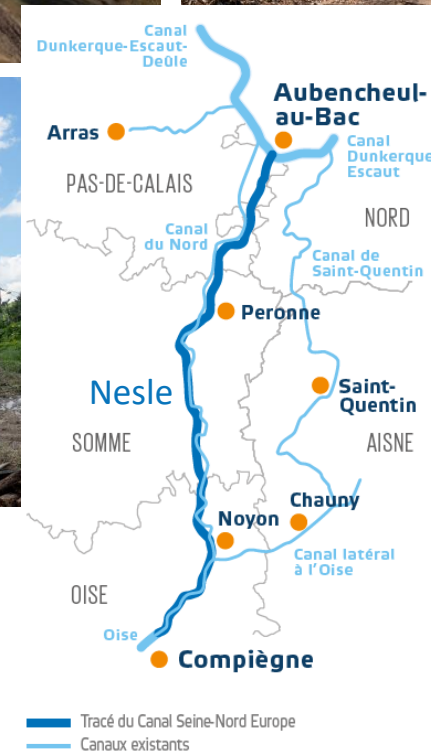 Canal
Dunkerque-Escaut-
Deûle
Aubencheul-
au-Bac
Arras
Canal
Dunkerque
Escaut
PAS-DE-CALAIS
NORD
Canal
du Nord
Canal de
Saint-Quentin
Peronne
Nesle
Saint-
Quentin
SOMME
AISNE
Chauny
Noyon
Canal latéral
à l'Oise
OISE
Oise
Compiègne
Tracé du Canal Seine-Nord Europe
Canaux existants